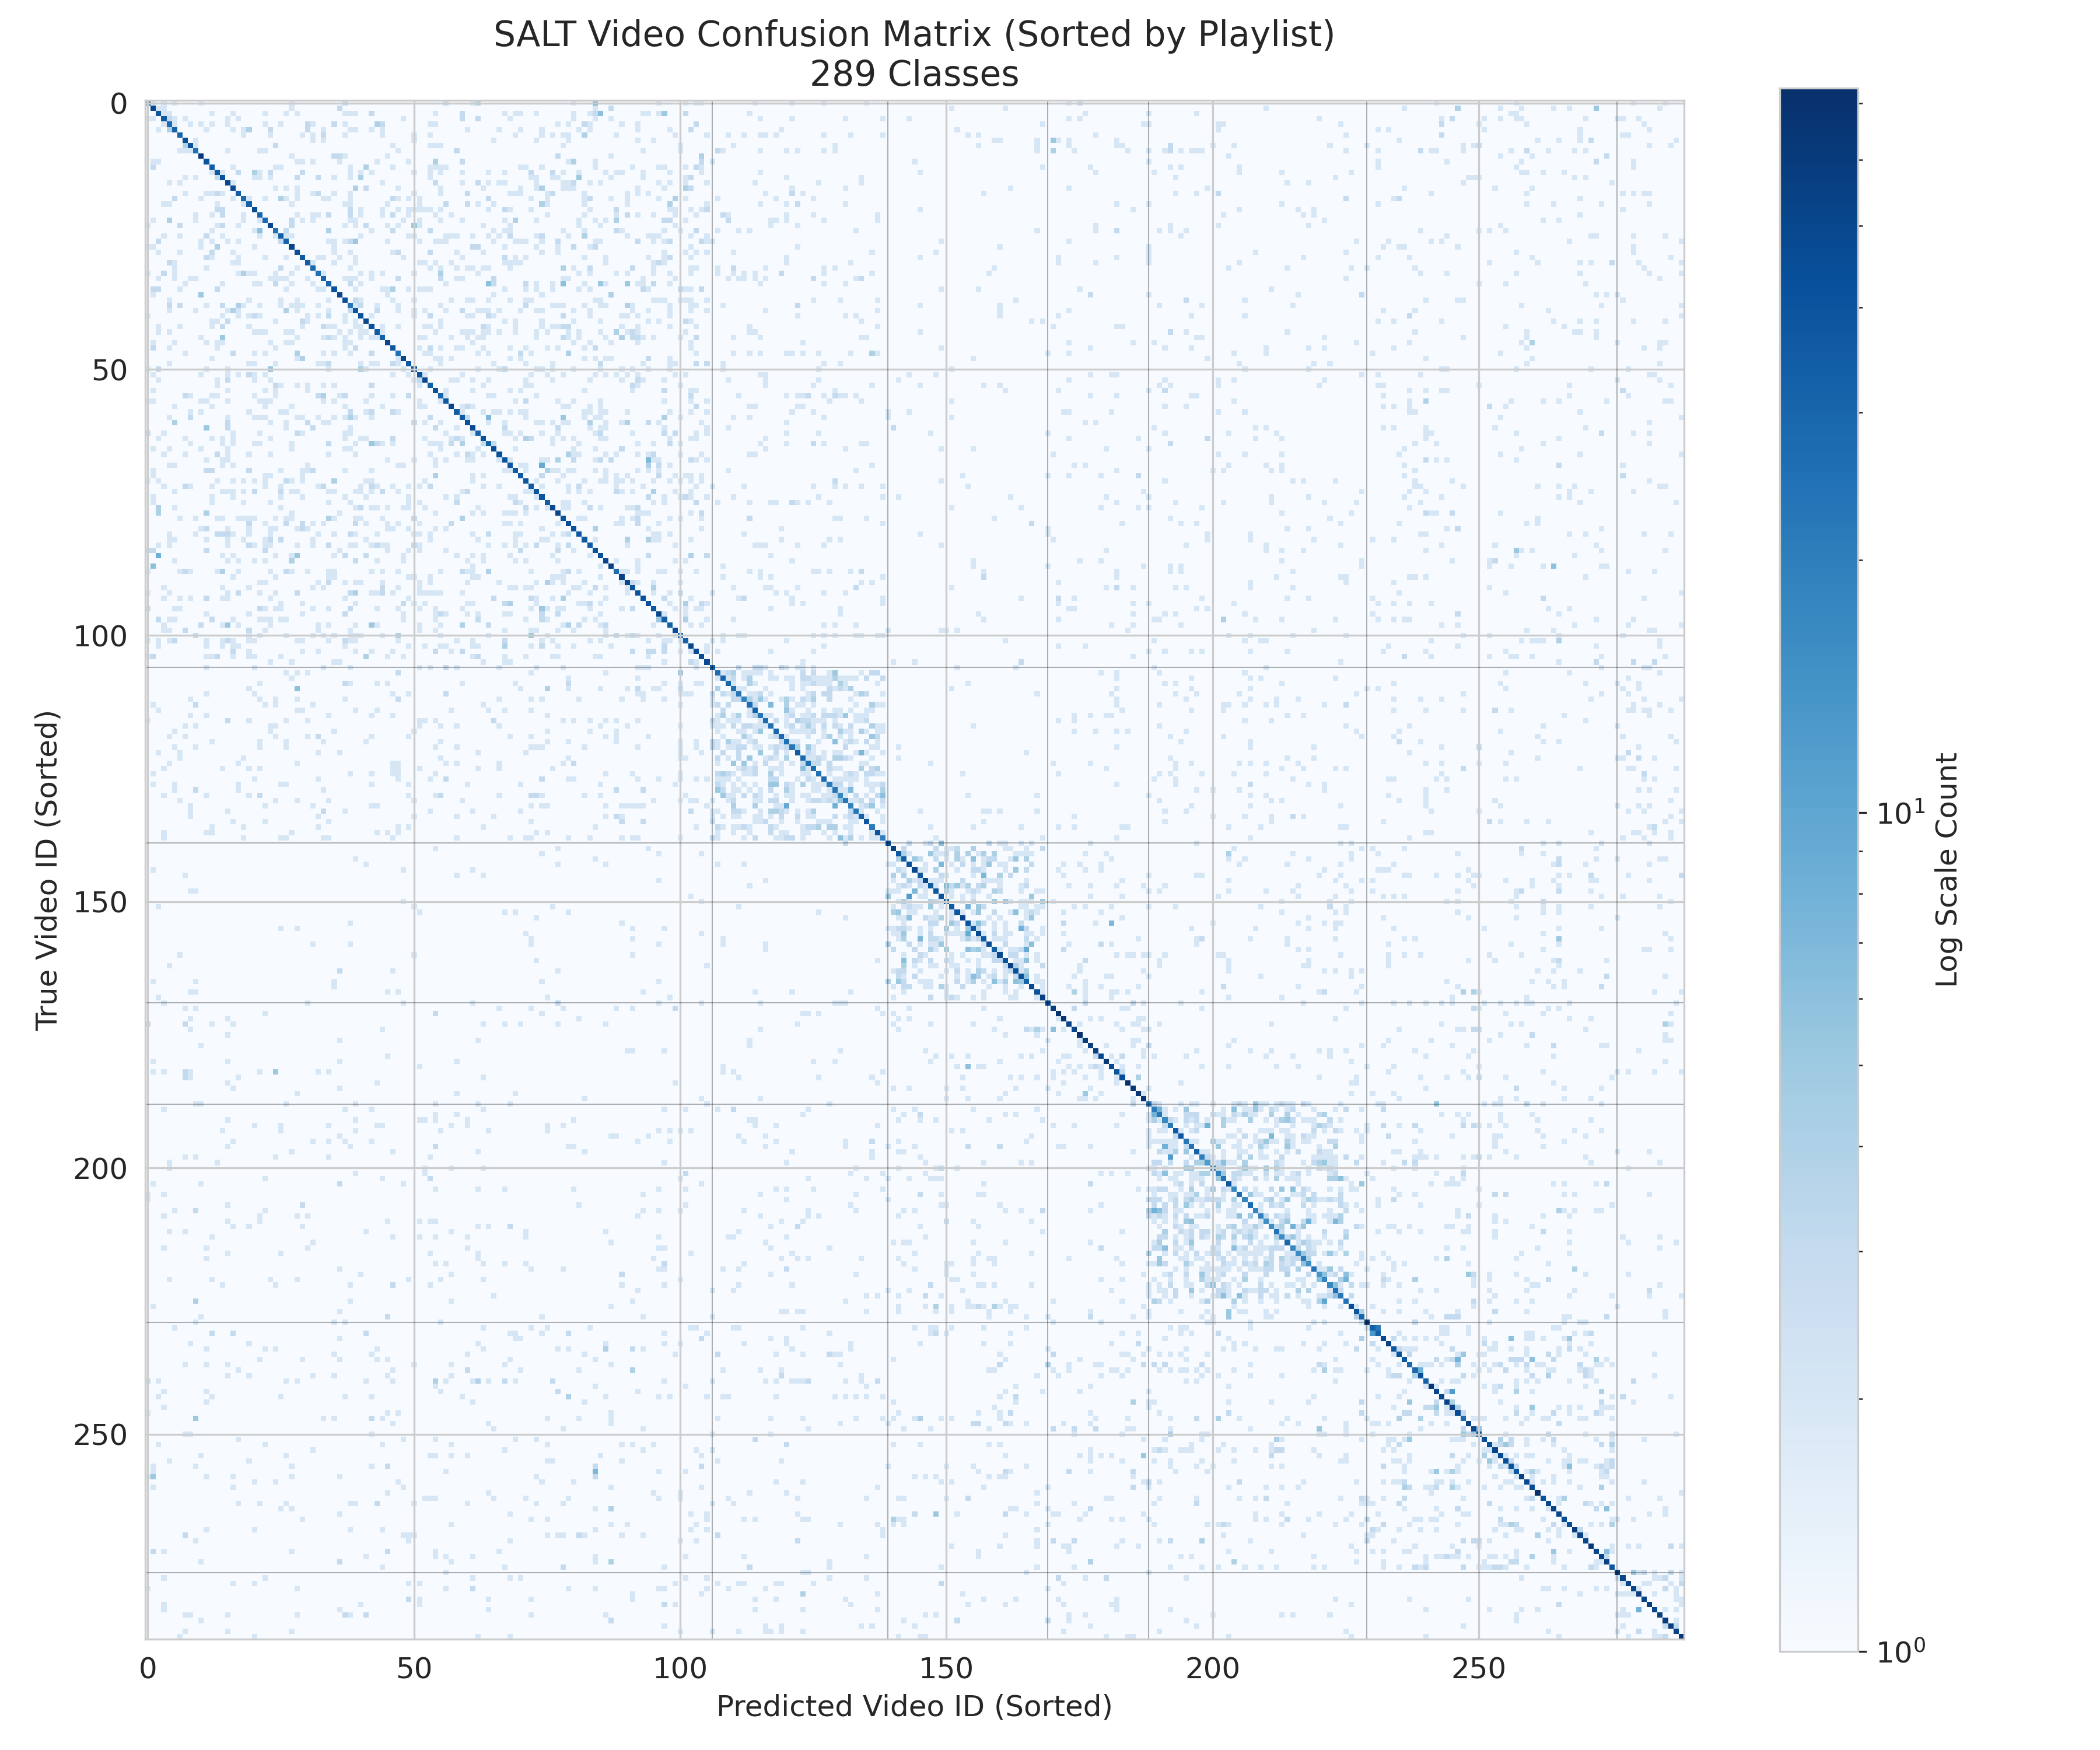 SALT Video Confusion Matrix (Sorted by Playlist)
289 Classes
0
50
100
150
200
250
True Video ID (Sorted)
0 50 100 150 200 250
Predicted Video ID (Sorted)
10¹
10⁰
Log Scale Count